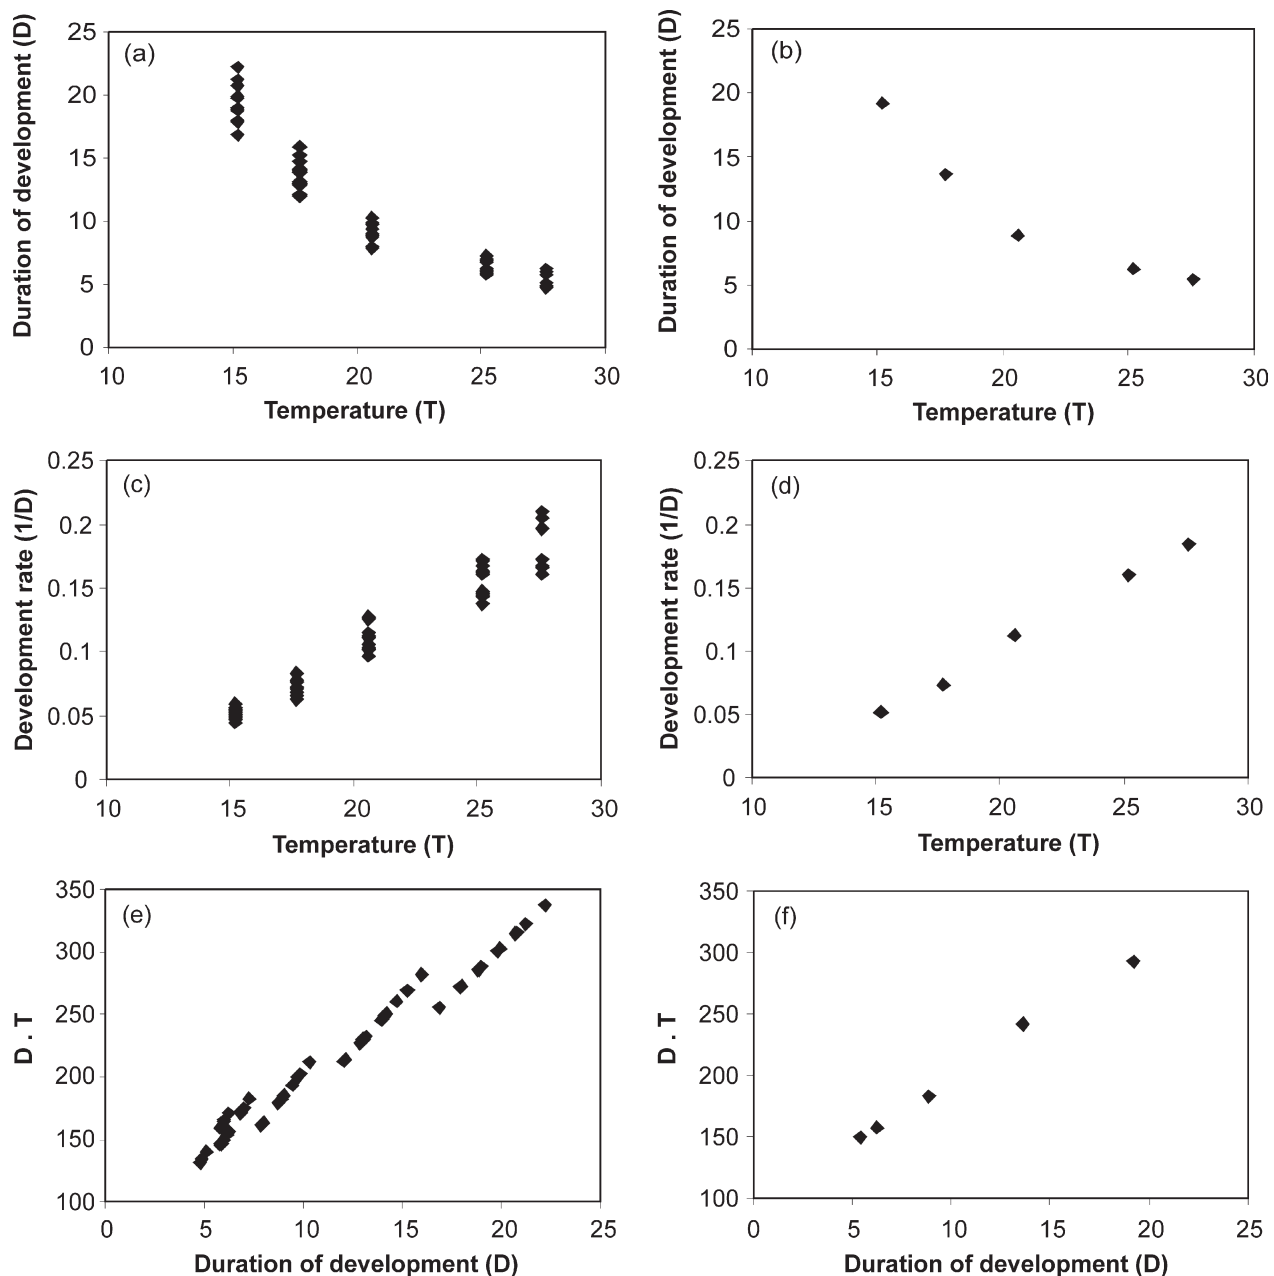 (a)
Duration of development (D)
25
20
15
10
5
0
10 15 20 25 30
Temperature (T)
(b)
Duration of development (D)
25
20
15
10
5
0
10 15 20 25 30
Temperature (T)
(c)
Development rate (1/D)
0.25
0.2
0.15
0.1
0.05
0
10 15 20 25 30
Temperature (T)
(d)
Development rate (1/D)
0.25
0.2
0.15
0.1
0.05
0
10 15 20 25 30
Temperature (T)
(e)
D . T
350
300
250
200
150
100
0 5 10 15 20 25
Duration of development (D)
(f)
D . T
350
300
250
200
150
100
0 5 10 15 20 25
Duration of development (D)